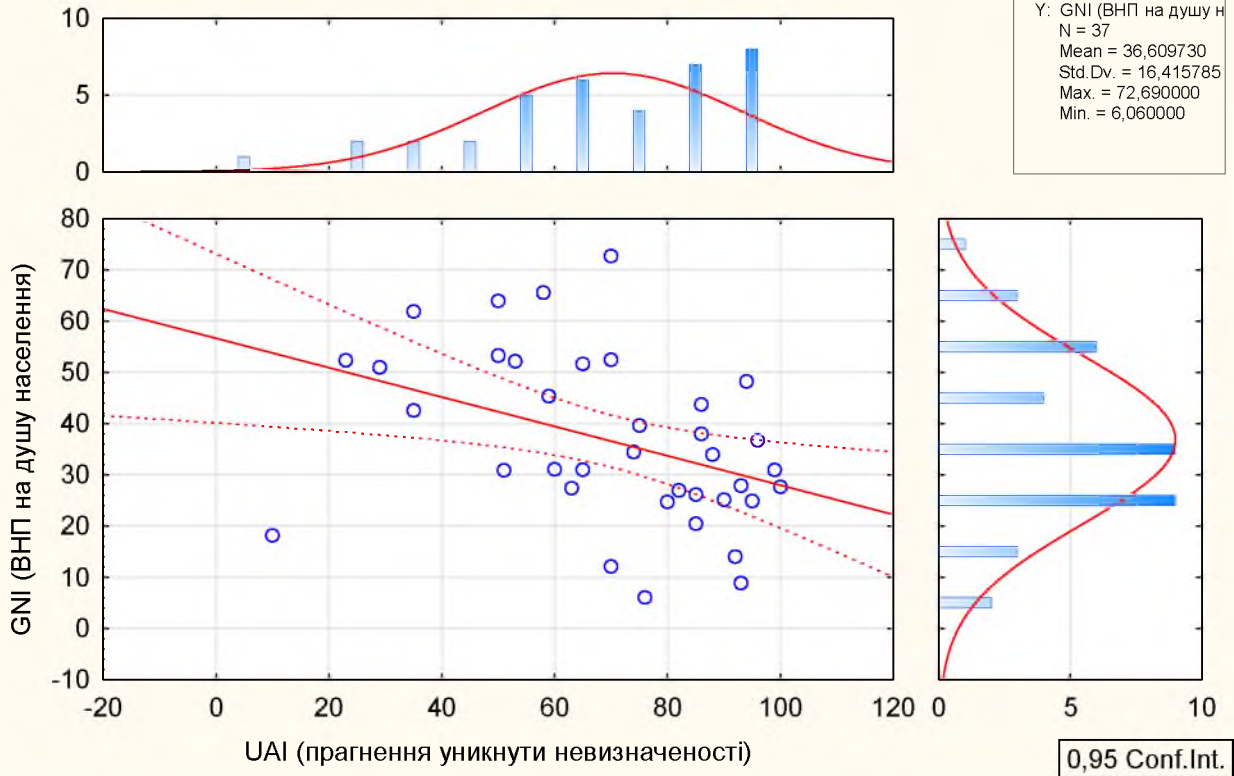 Y: GNI (ВНП на душу н
N = 37
Mean = 36,609730
Std.Dv. = 16,415785
Max. = 72,690000
Min. = 6,060000
10
5
0
80
70
60
50
40
30
20
10
0
-10
GNI (ВНП на душу населення)
-20 0 20 40 60 80 100 120
UAI (прагнення уникнути невизначеності)
0 5 10
0,95 Conf.Int.